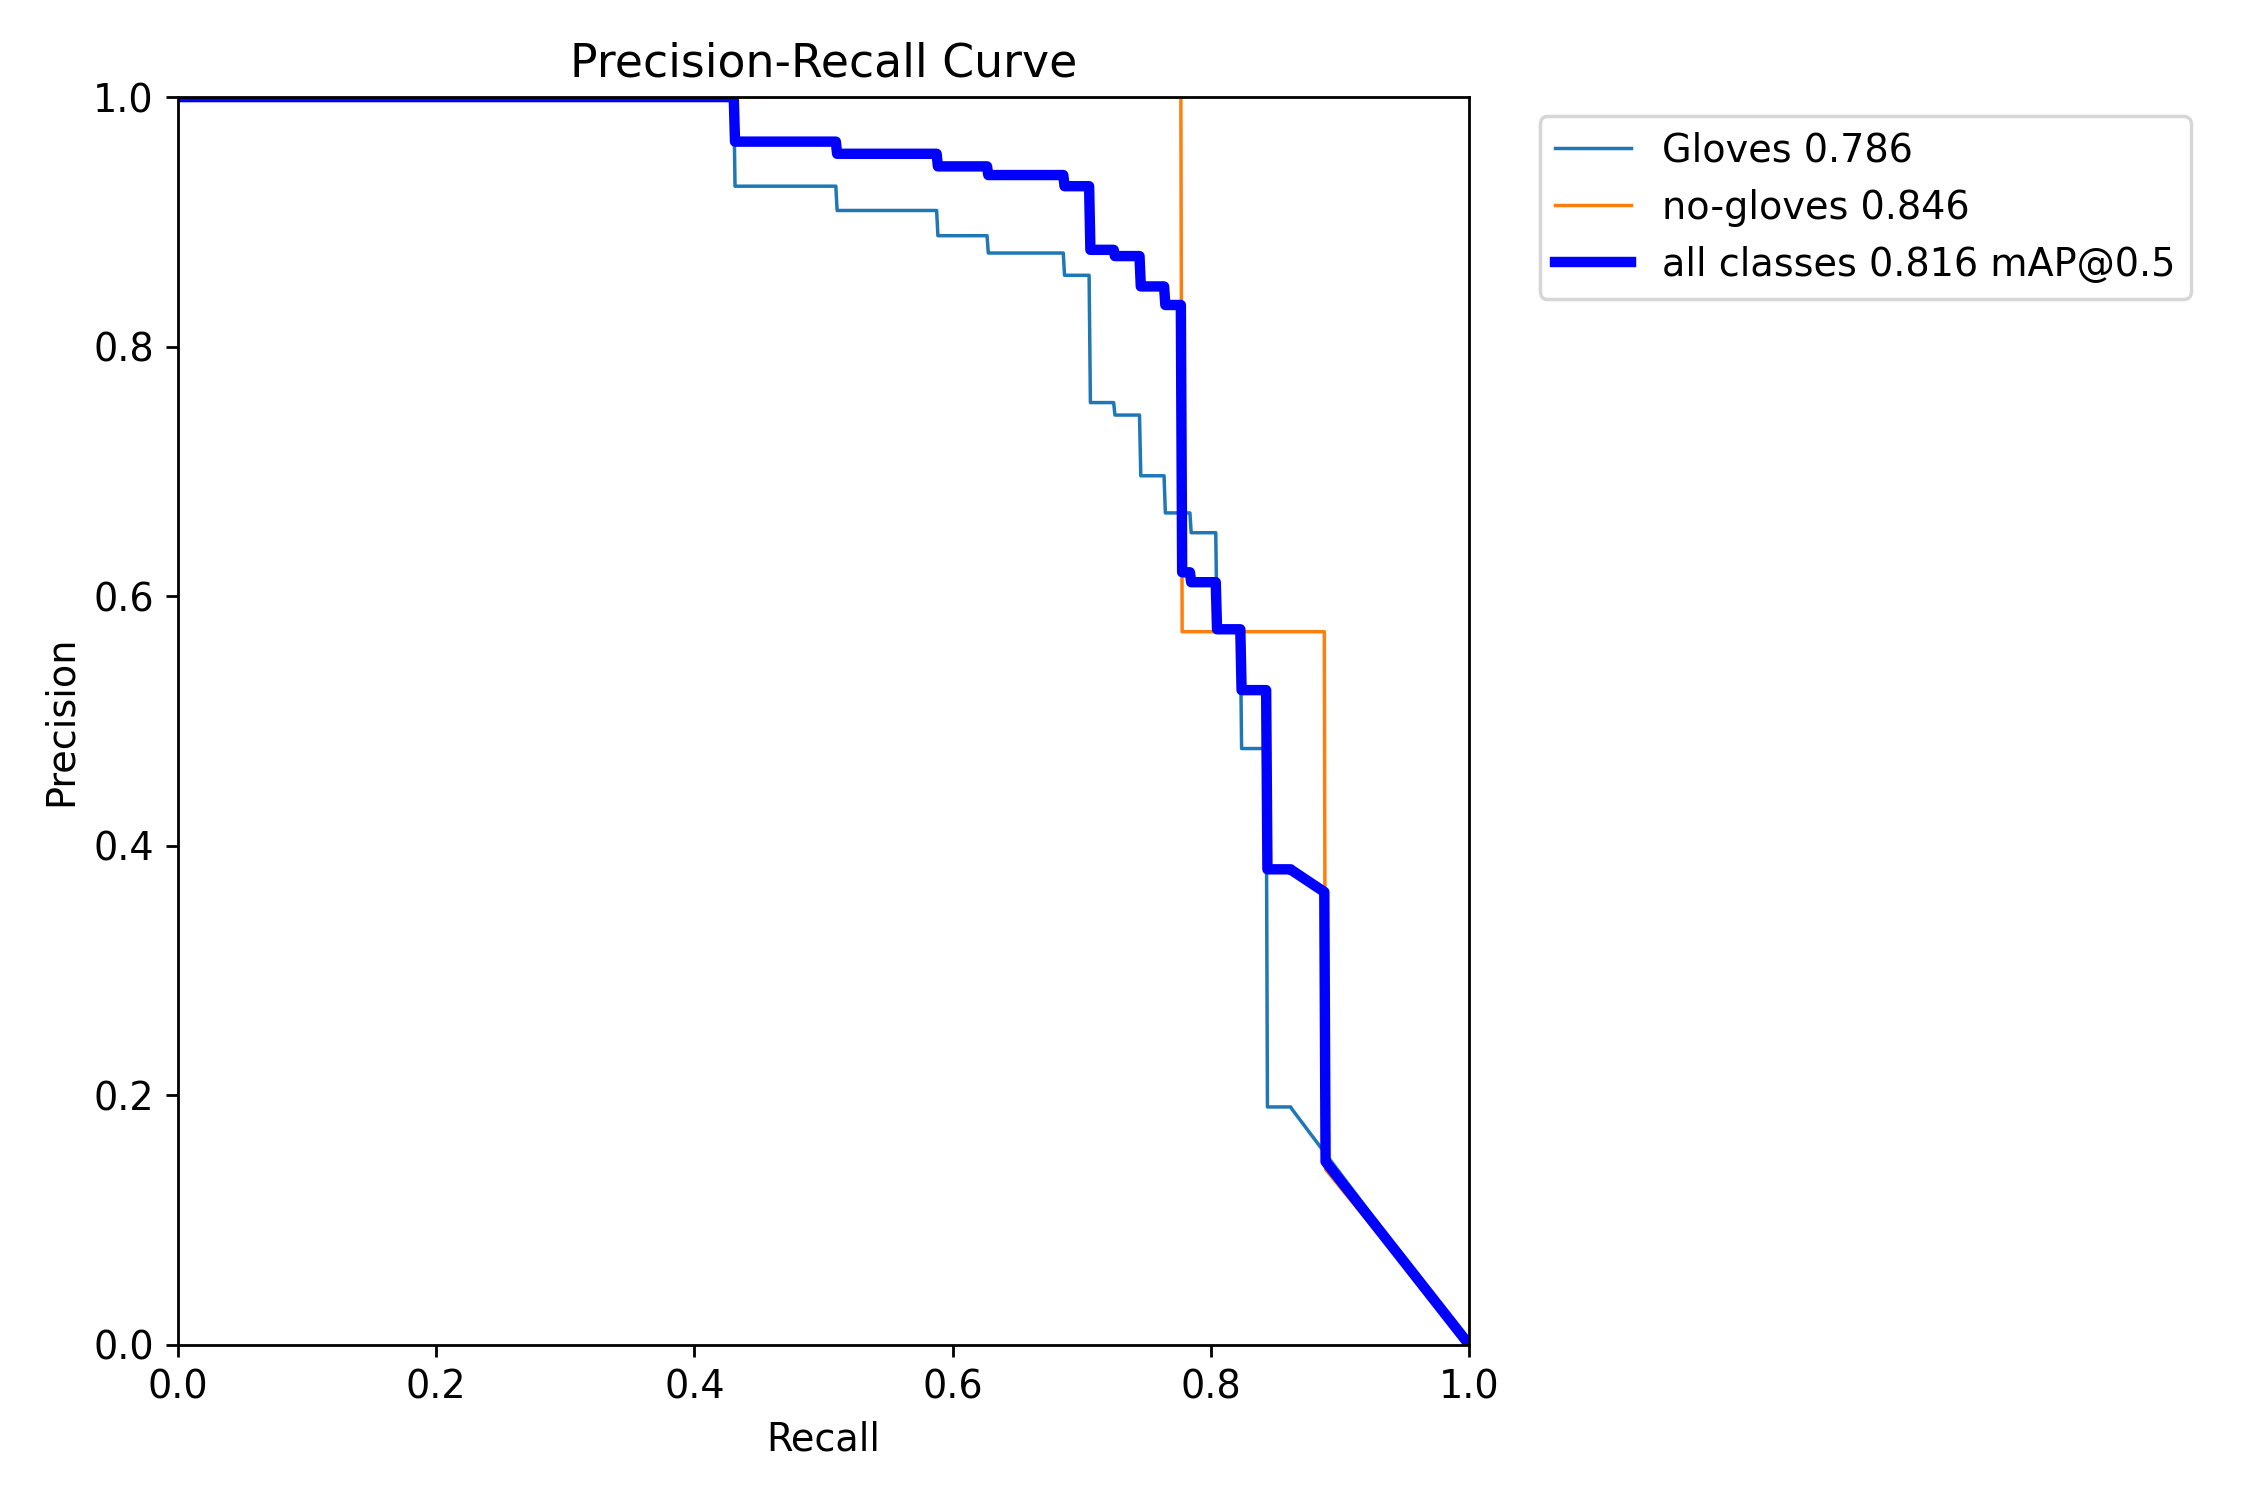 Precision-Recall Curve
1.0
0.8
0.6
0.4
0.2
0.0
Precision
0.0 0.2 0.4 0.6 0.8 1.0
Recall
Gloves 0.786
no-gloves 0.846
all classes 0.816 mAP@0.5